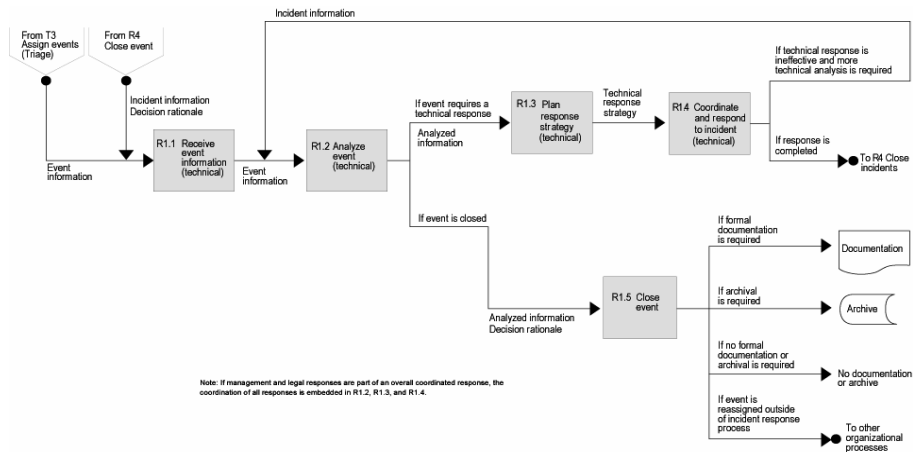 Incident information
From T3
Assign events
(Triage)
From R4
Close event
Incident information
Decision rationale
Event
information
R1.1 Receive
event
information
(technical)
Event
information
R1.2 Analyze
event
(technical)
If event requires a
technical response
Analyzed
information
R1.3 Plan
response
strategy
(technical)
Technical
response
strategy
R1.4 Coordinate
and respond
to incident
(technical)
If technical response is
ineffective and more
technical analysis is required
If response is
completed
To R4 Close
incidents
If event is closed
Analyzed information
Decision rationale
R1.5 Close
event
If formal
documentation
is required
Documentation
If archival
is required
Archive
If no formal
documentation or
archival is required
No documentation
or archive
If event is
reassigned outside
of incident response
process
To other
organizational
processes
Note: If management and legal responses are part of an overall coordinated response, the
coordination of all responses is embedded in R1.2, R1.3, and R1.4.